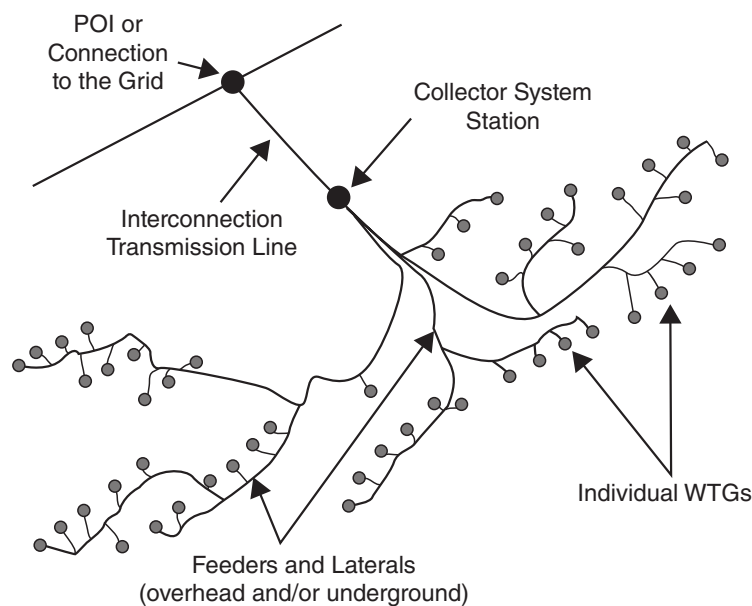 POI or
Connection
to the Grid
Collector System
Station
Interconnection
Transmission Line
Individual WTGs
Feeders and Laterals
(overhead and/or underground)